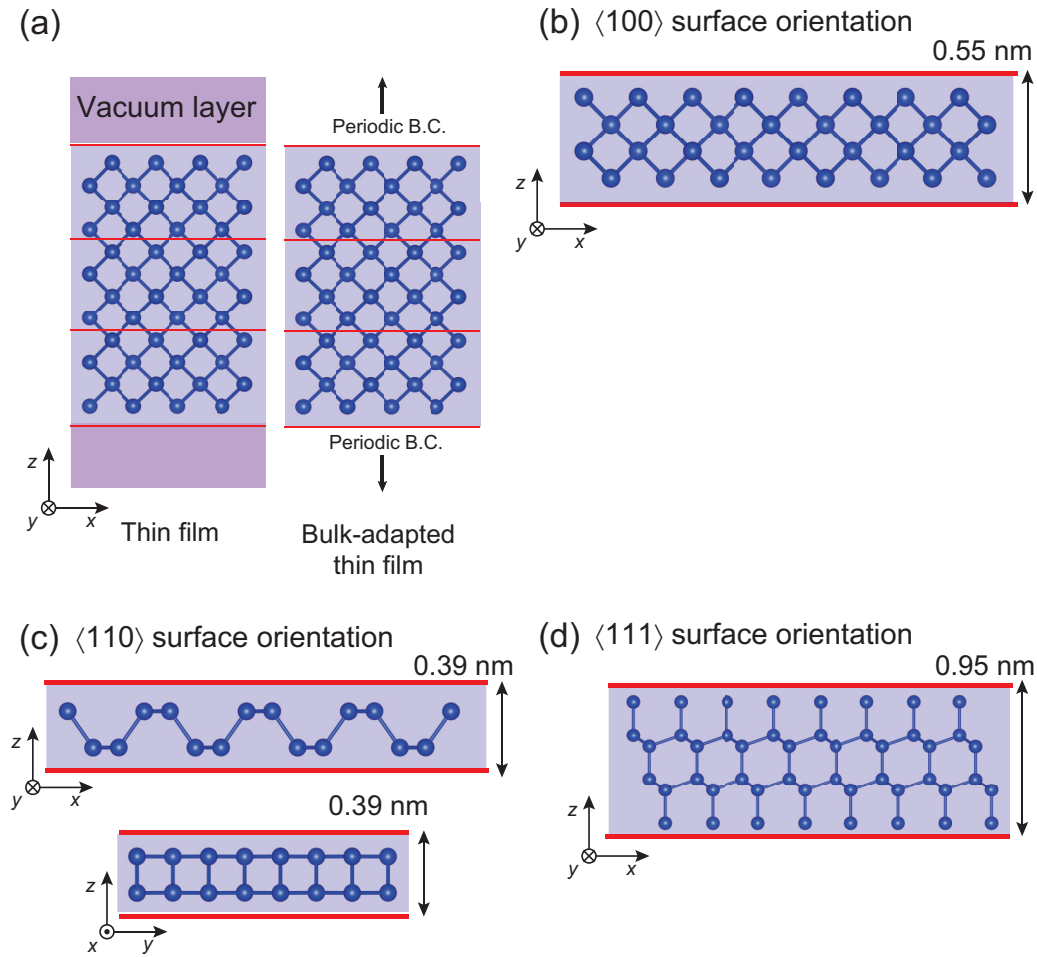 (a)
Vacuum layer
Periodic B.C.
Periodic B.C.
z
y
x
Thin film
Bulk-adapted
thin film
(b) ⟨100⟩ surface orientation
0.55 nm
z
y
x
(c) ⟨110⟩ surface orientation
0.39 nm
z
y
x
0.39 nm
z
x
y
(d) ⟨111⟩ surface orientation
0.95 nm
z
y
x